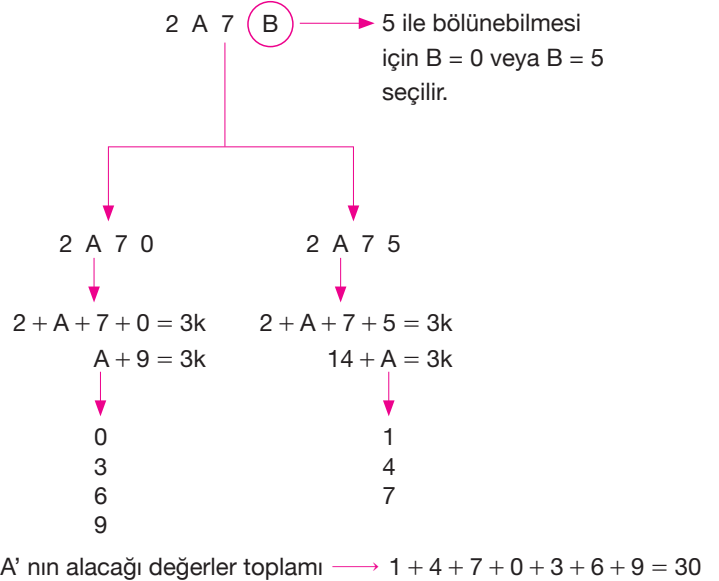 2 A 7 B → 5 ile bölünebilmesi
için B = 0 veya B = 5
seçilir.
2 A 7 0
2 A 7 5
2 + A + 7 + 0 = 3k
2 + A + 7 + 5 = 3k
A + 9 = 3k
14 + A = 3k
0
3
6
9
1
4
7
A' nın alacağı değerler toplamı → 1 + 4 + 7 + 0 + 3 + 6 + 9 = 30